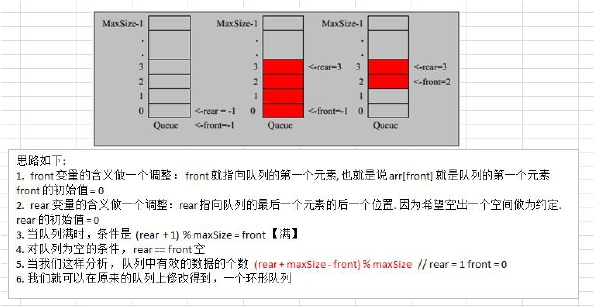 MaxSize-1 MaxSize-1 MaxSize-1
. . .
. . .
3 3 <-rear=3 3 <-rear=3
2 2 2 <-front=2
1 1 1
0 <-rear = -1 0 <-front=-1 0
Queue <-front=-1 Queue Queue
思路如下:
1. front 变量的含义做一个调整：front 就指向队列的第一个元素, 也就是说 arr[front] 就是队列的第一个元素
front 的初始值 = 0
2. rear 变量的含义做一个调整：rear 指向队列的最后一个元素的后一个位置. 因为希望空出一个空间做为约定.
rear 的初始值 = 0
3. 当队列满时，条件是 (rear + 1) % maxSize = front 【满】
4. 对队列为空的条件，rear == front 空
5. 当我们这样分析，队列中有效的数据的个数 (rear + maxSize - front) % maxSize // rear = 1 front = 0
6. 我们就可以在原来的队列上修改得到，一个环形队列